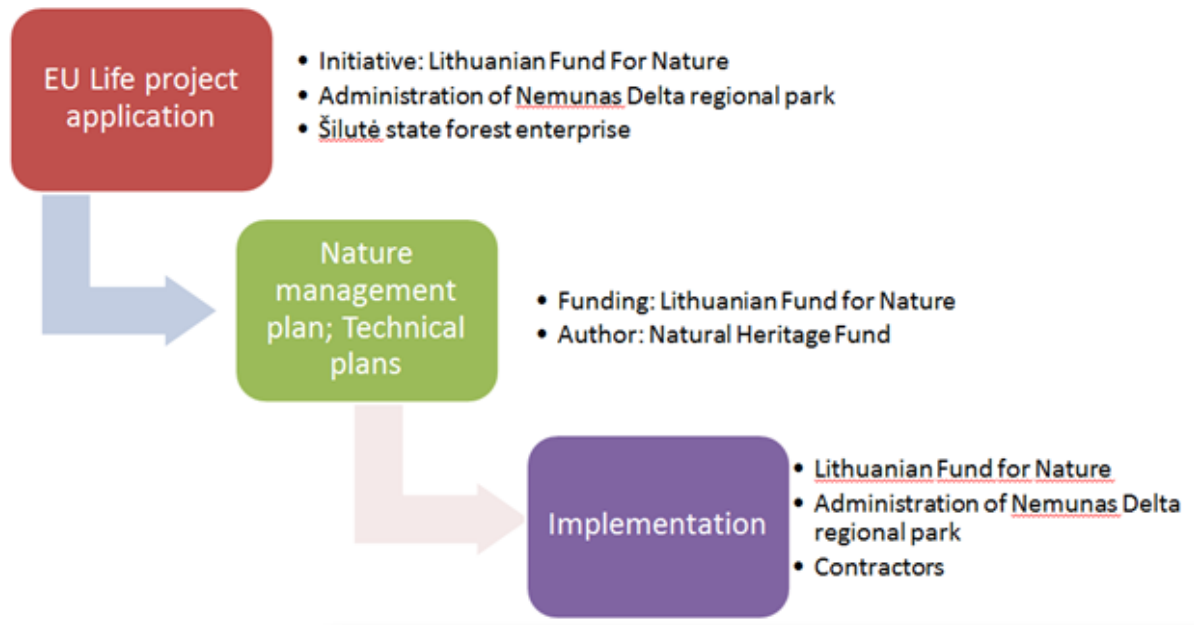 EU Life project
application
• Initiative: Lithuanian Fund For Nature
• Administration of Nemunas Delta regional park
• Šilutė state forest enterprise
Nature
management
plan; Technical
plans
• Funding: Lithuanian Fund for Nature
• Author: Natural Heritage Fund
Implementation
• Lithuanian Fund for Nature
• Administration of Nemunas Delta
regional park
• Contractors